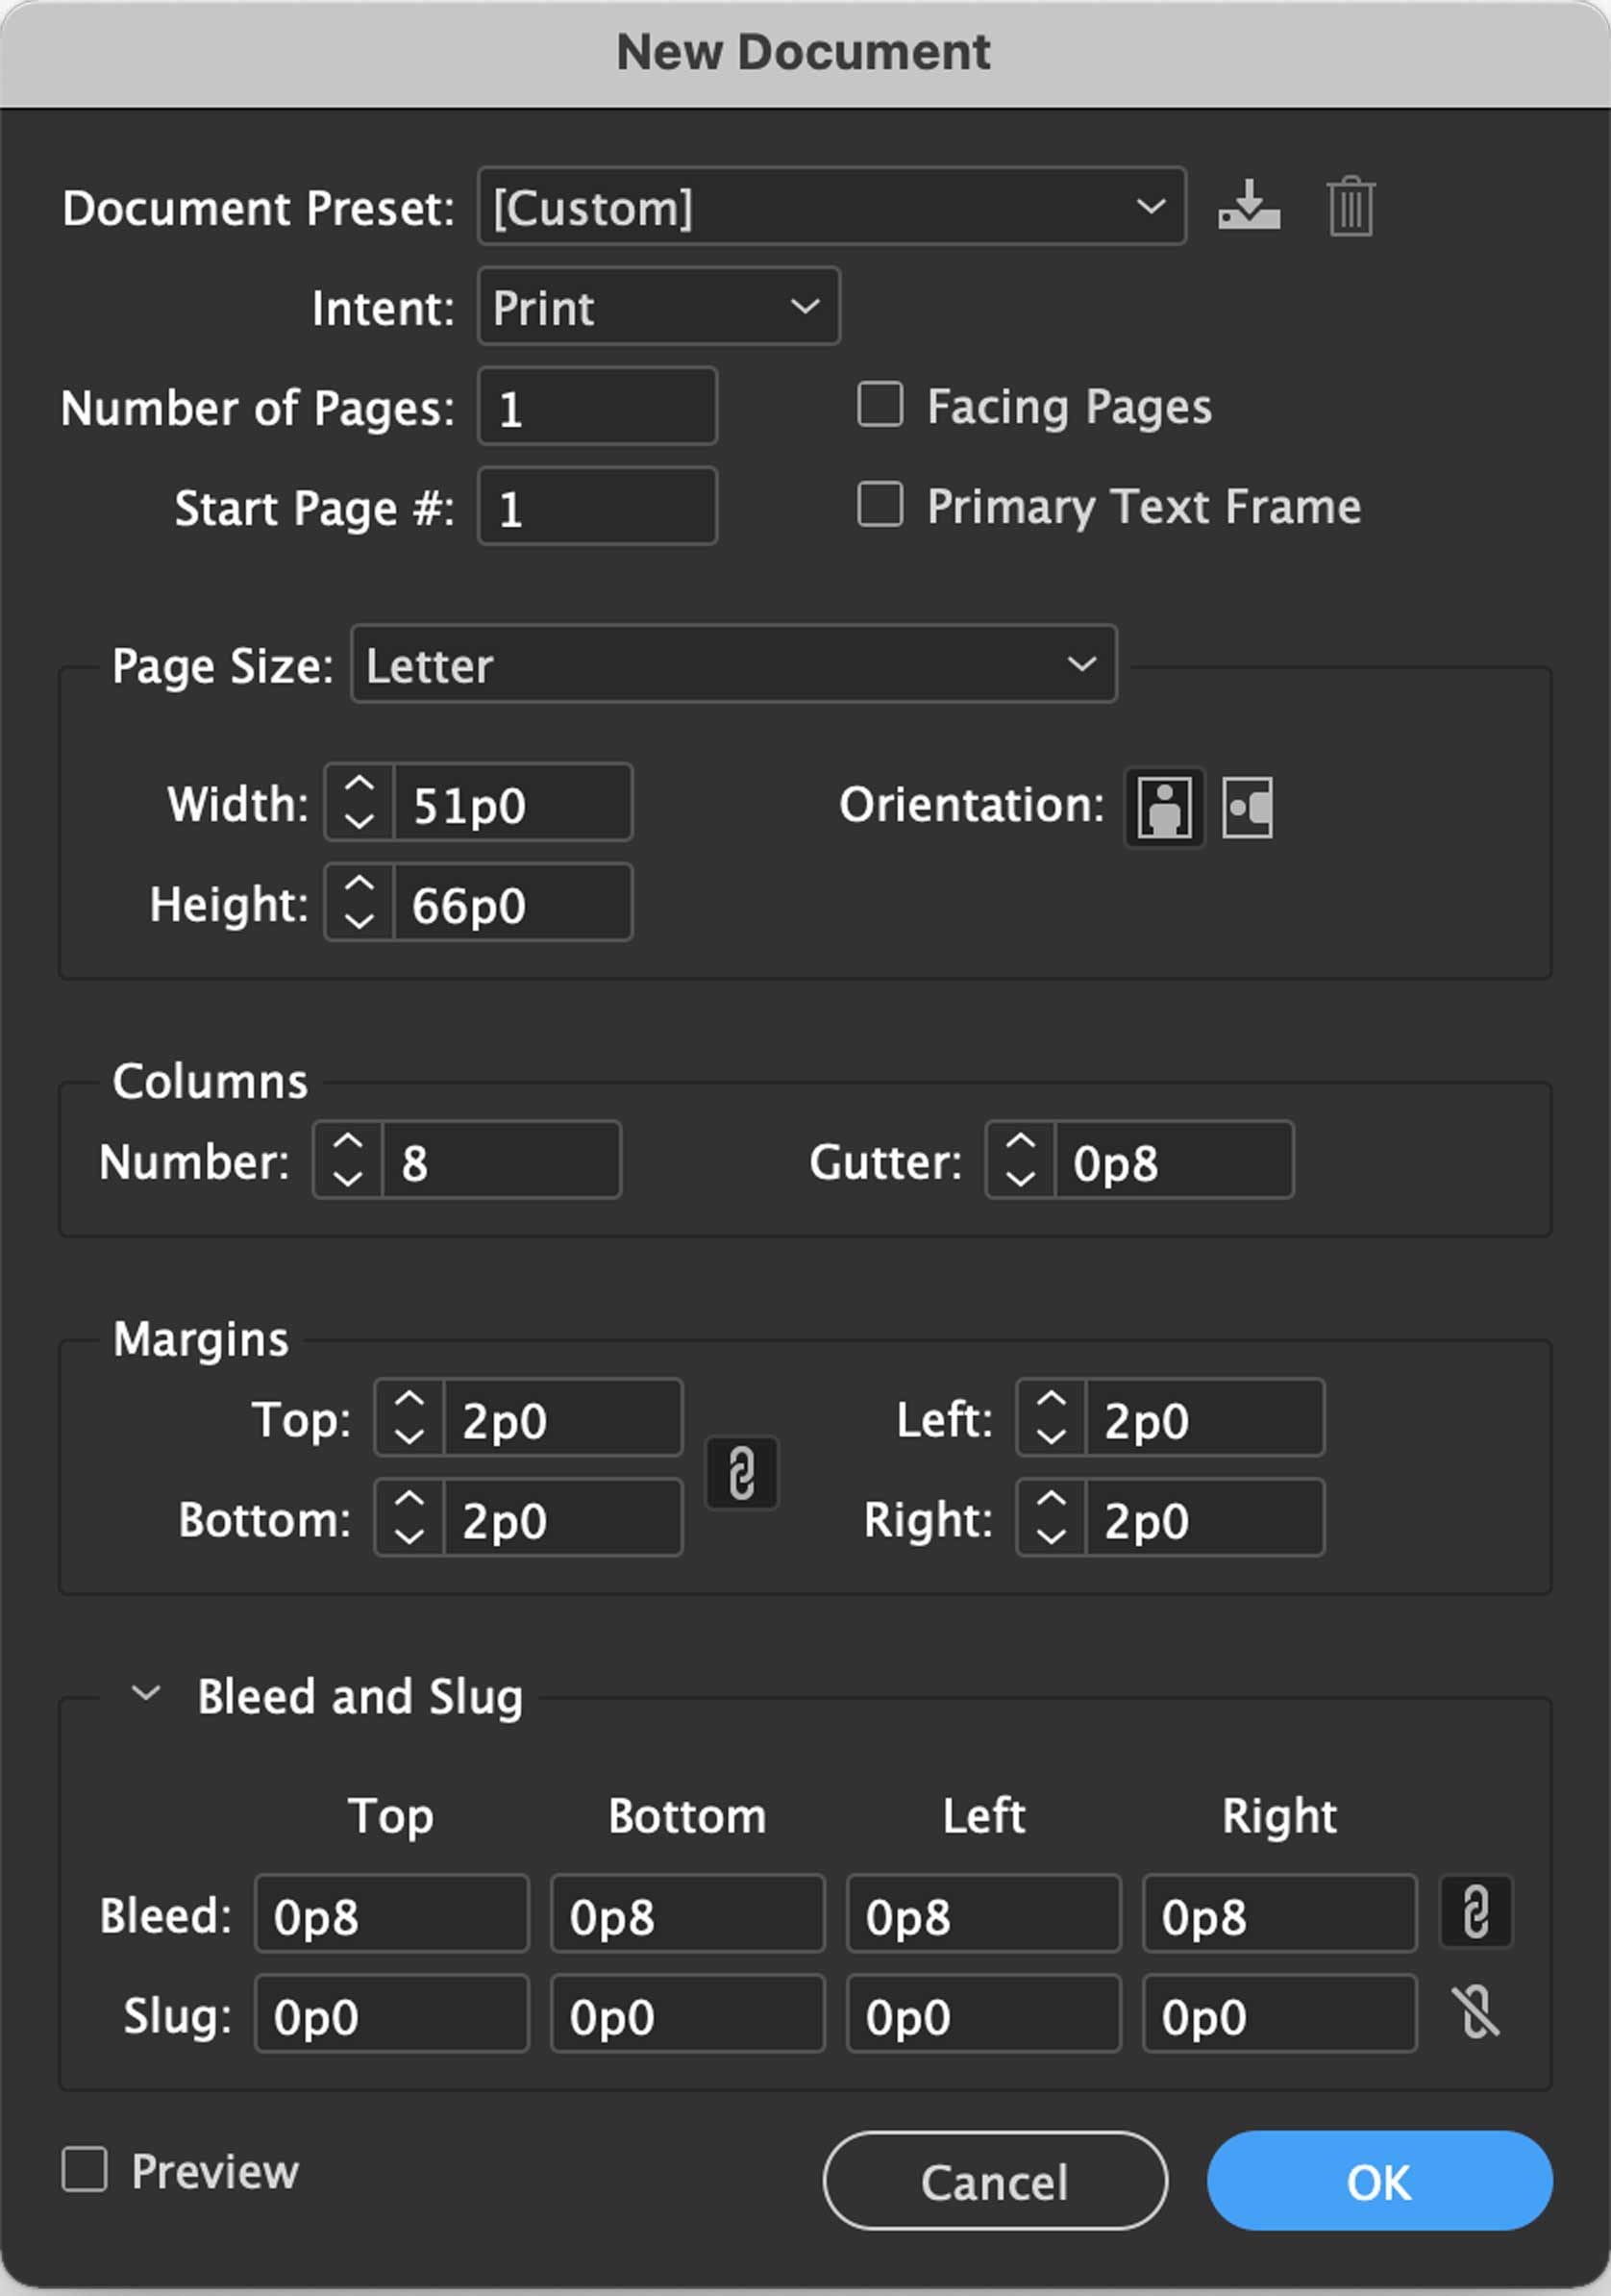 New Document
Document Preset: [Custom]
Intent: Print
Number of Pages: 1 Facing Pages
Start Page #: 1 Primary Text Frame
Page Size: Letter
Width: 51p0 Orientation:
Height: 66p0
Columns
Number: 8 Gutter: 0p8
Margins
Top: 2p0 Left: 2p0
Bottom: 2p0 Right: 2p0
Bleed and Slug
Top Bottom Left Right
Bleed: 0p8 0p8 0p8 0p8
Slug: 0p0 0p0 0p0 0p0
Preview Cancel OK